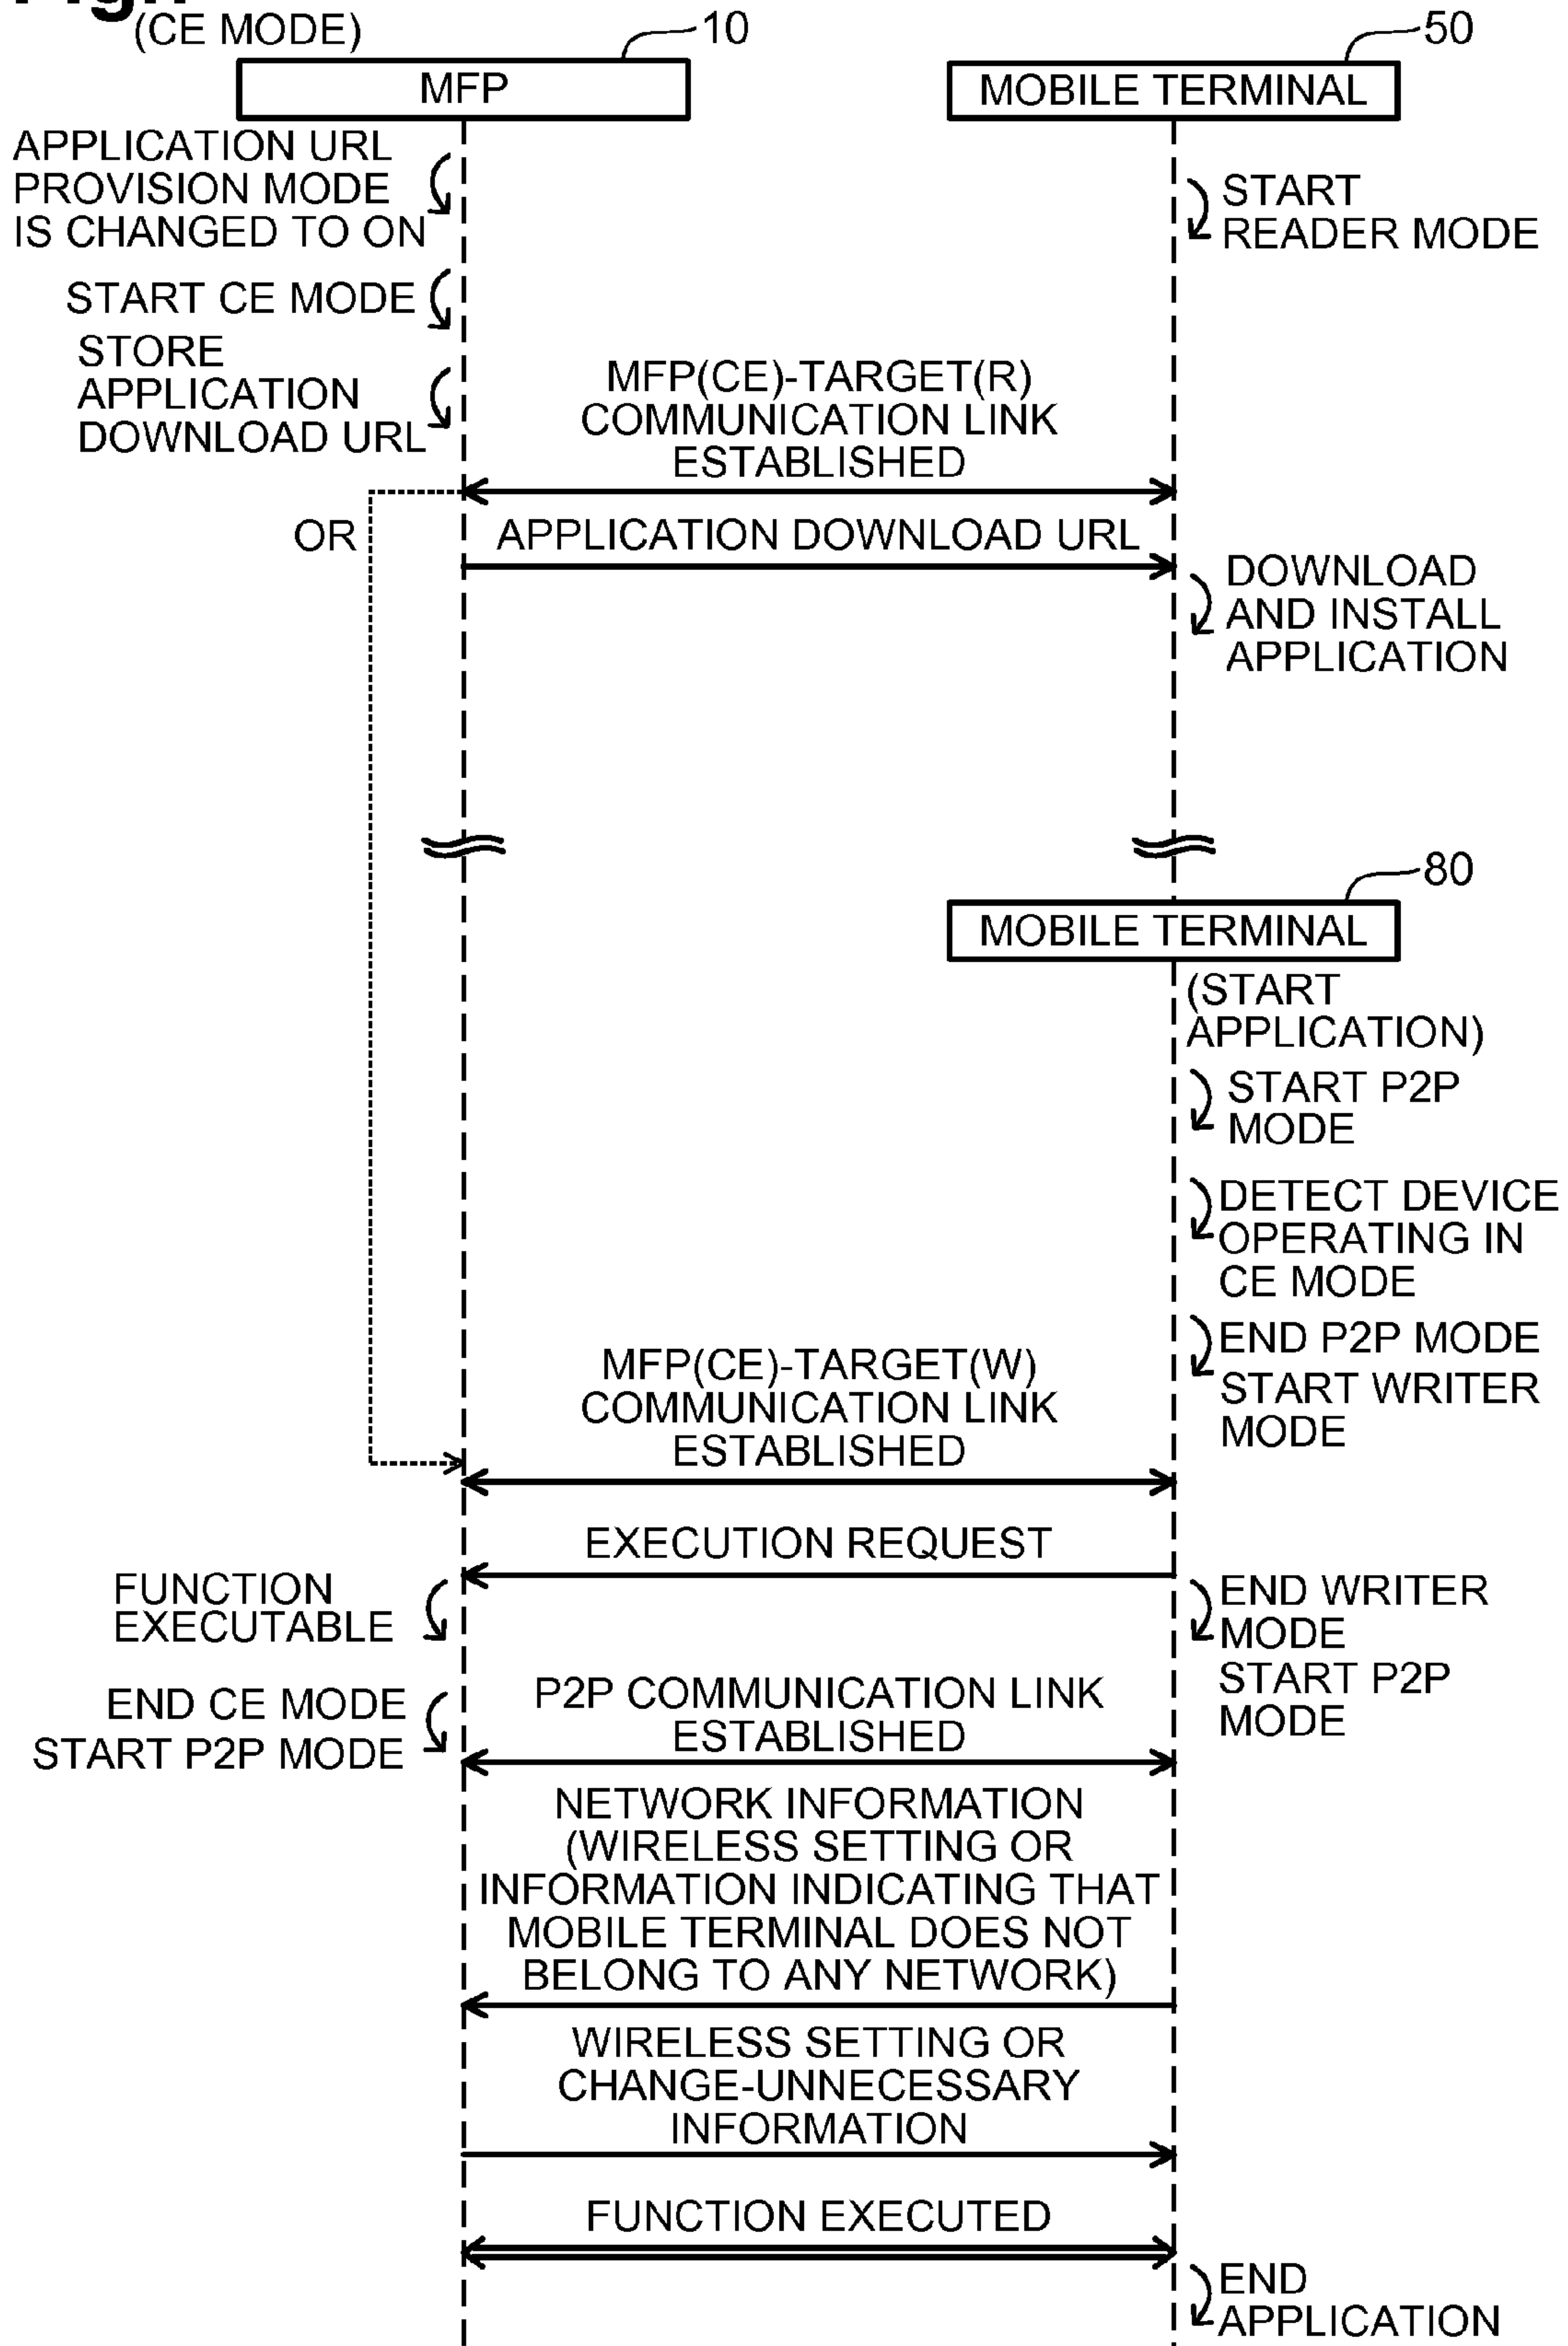 (CE MODE)
10
50
MFP
MOBILE TERMINAL
APPLICATION URL
PROVISION MODE
IS CHANGED TO ON
START
READER MODE
START CE MODE
STORE
APPLICATION
DOWNLOAD URL
MFP(CE)-TARGET(R)
COMMUNICATION LINK
ESTABLISHED
OR
APPLICATION DOWNLOAD URL
DOWNLOAD
AND INSTALL
APPLICATION
80
MOBILE TERMINAL
(START
APPLICATION)
START P2P
MODE
DETECT DEVICE
OPERATING IN
CE MODE
END P2P MODE
START WRITER
MODE
MFP(CE)-TARGET(W)
COMMUNICATION LINK
ESTABLISHED
EXECUTION REQUEST
FUNCTION
EXECUTABLE
END WRITER
MODE
START P2P
MODE
END CE MODE
START P2P MODE
P2P COMMUNICATION LINK
ESTABLISHED
NETWORK INFORMATION
(WIRELESS SETTING OR
INFORMATION INDICATING THAT
MOBILE TERMINAL DOES NOT
BELONG TO ANY NETWORK)
WIRELESS SETTING OR
CHANGE-UNNECESSARY
INFORMATION
FUNCTION EXECUTED
END
APPLICATION